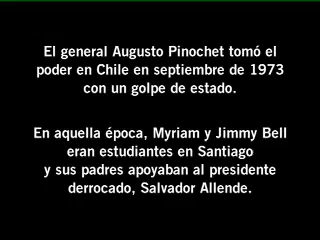 El general Augusto Pinochet tomó el
poder en Chile en septiembre de 1973
con un golpe de estado.
En aquella época, Myriam y Jimmy Bell
eran estudiantes en Santiago
y sus padres apoyaban al presidente
derrocado, Salvador Allende.